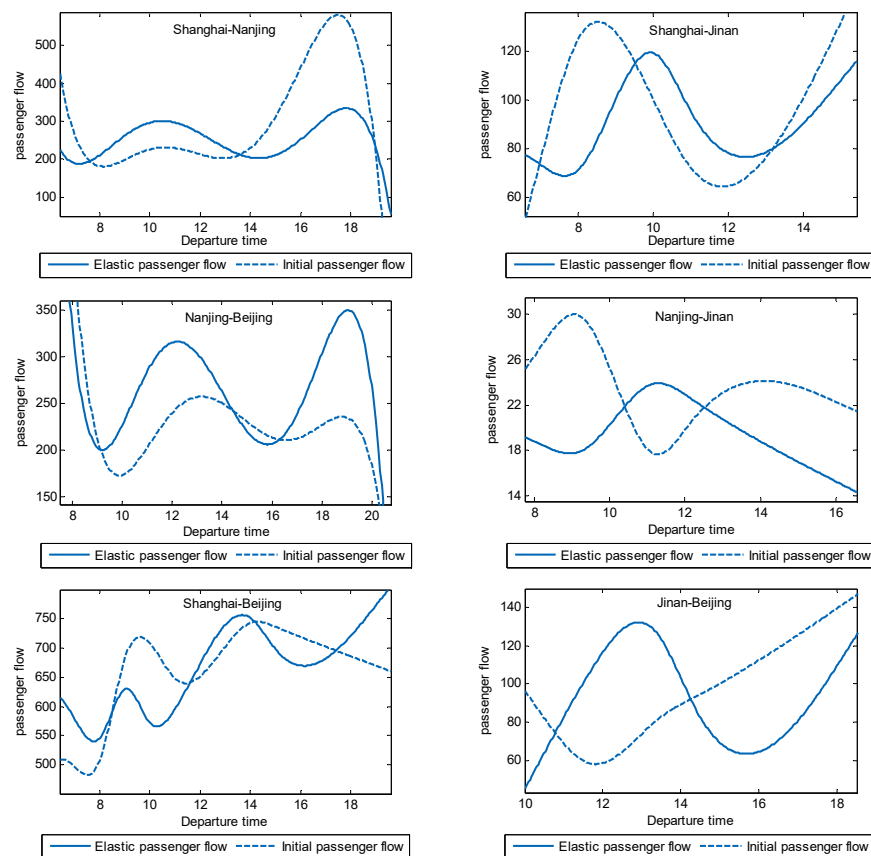 Shanghai-Nanjing
passenger flow
500
400
300
200
100
8 10 12 14 16 18
Departure time
Elastic passenger flow Initial passenger flow
Shanghai-Jinan
passenger flow
120
100
80
60
8 10 12 14
Departure time
Elastic passenger flow Initial passenger flow
Nanjing-Beijing
passenger flow
350
300
250
200
150
8 10 12 14 16 18 20
Departure time
Elastic passenger flow Initial passenger flow
Nanjing-Jinan
passenger flow
30
26
22
18
14
8 10 12 14 16
Departure time
Elastic passenger flow Initial passenger flow
Shanghai-Beijing
passenger flow
750
700
650
600
550
500
8 10 12 14 16 18
Departure time
Elastic passenger flow Initial passenger flow
Jinan-Beijing
passenger flow
140
120
100
80
60
10 12 14 16 18
Departure time
Elastic passenger flow Initial passenger flow